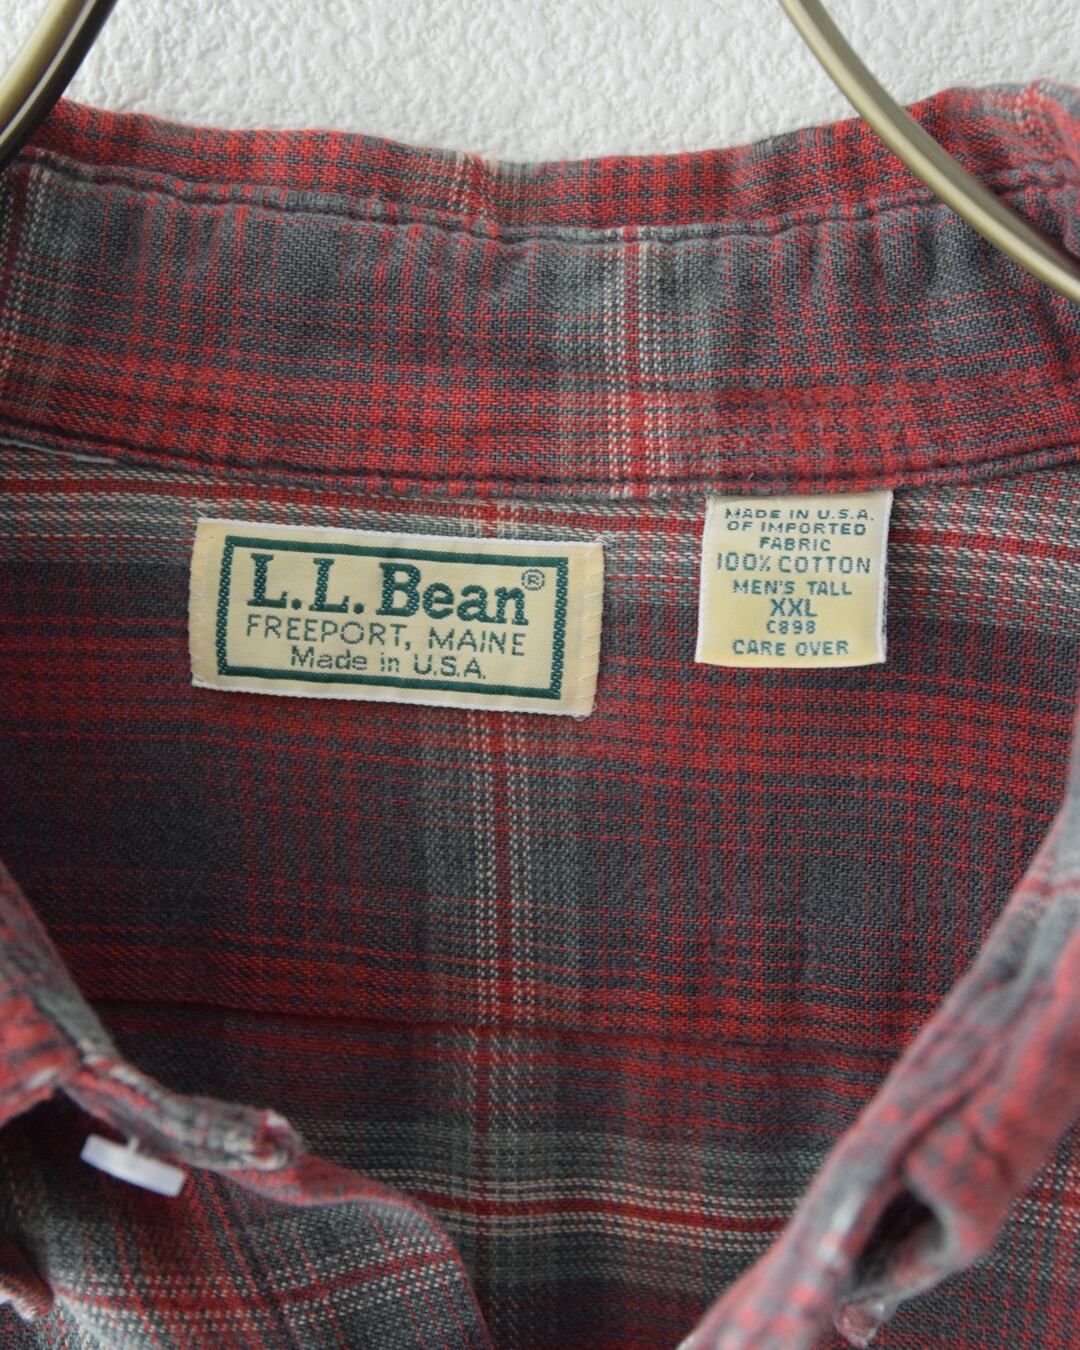 L.L.Bean®
FREEPORT, MAINE
Made in U.S.A.
MADE IN U.S.A.
OF IMPORTED
FABRIC
100% COTTON
MEN'S TALL
XXL
C898
CARE OVER